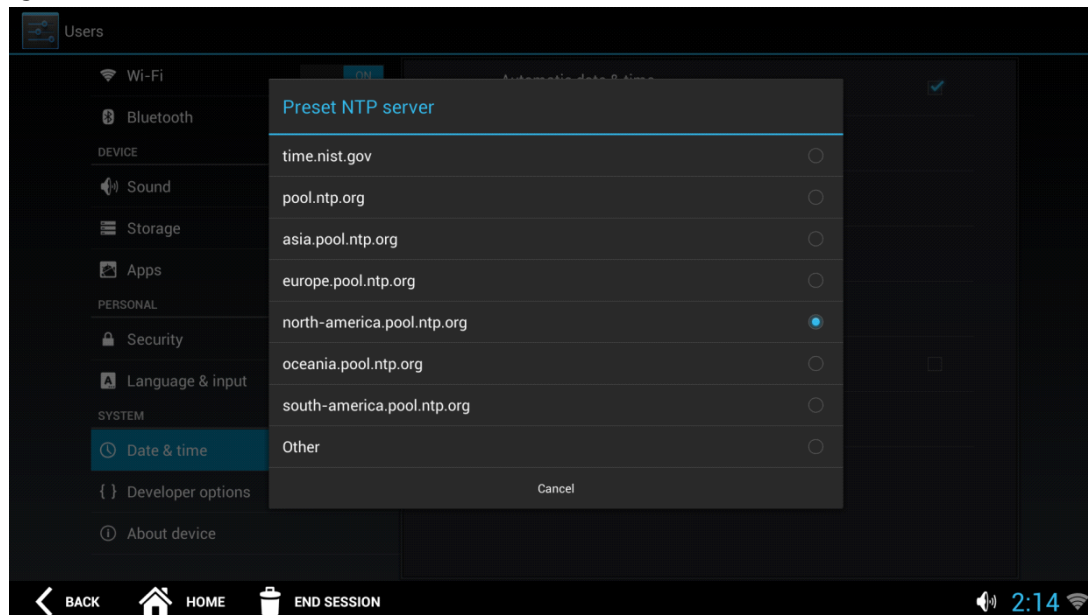 Users
Wi-Fi
ON
Automatic date & time
Bluetooth
DEVICE
Sound
Storage
Apps
PERSONAL
Security
Language & input
SYSTEM
Date & time
{ } Developer options
About device
Preset NTP server
time.nist.gov
pool.ntp.org
asia.pool.ntp.org
europe.pool.ntp.org
north-america.pool.ntp.org
oceania.pool.ntp.org
south-america.pool.ntp.org
Other
Cancel
BACK HOME END SESSION 2:14